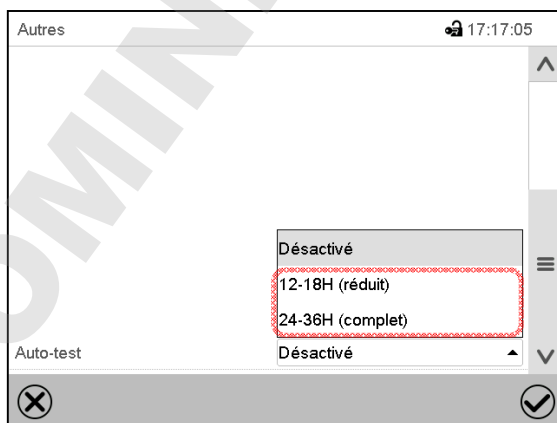 Autres 17:17:05
Désactivé
12-18H (réduit)
24-36H (complet)
Auto-test Désactivé